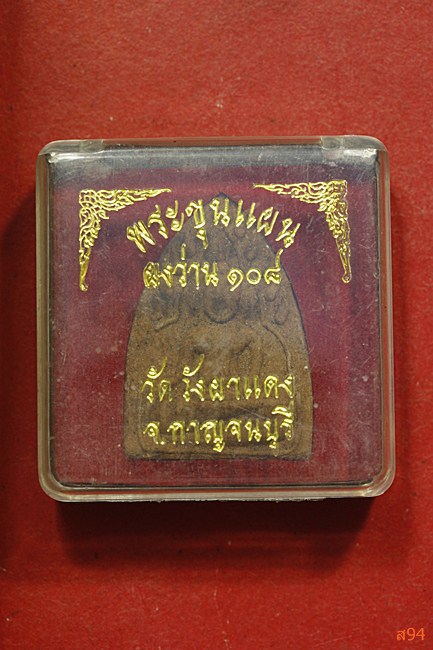 พระขุนแผน
ผงว่าน ๑๐๘
วัด วังผาแดง
จ.กาญจนบุรี
ส94